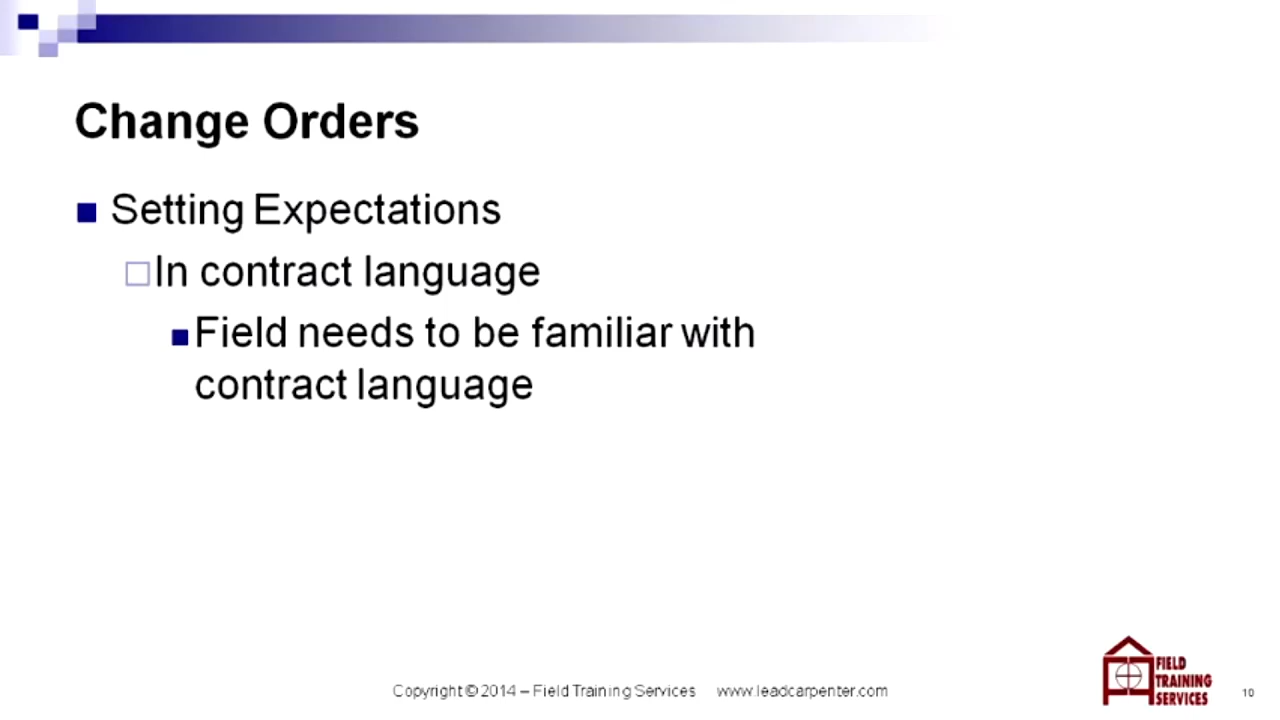 Change Orders
Setting Expectations
In contract language
Field needs to be familiar with
contract language
Copyright © 2014 – Field Training Services www.leadcarpenter.com
FIELD
TRAINING
SERVICES
10